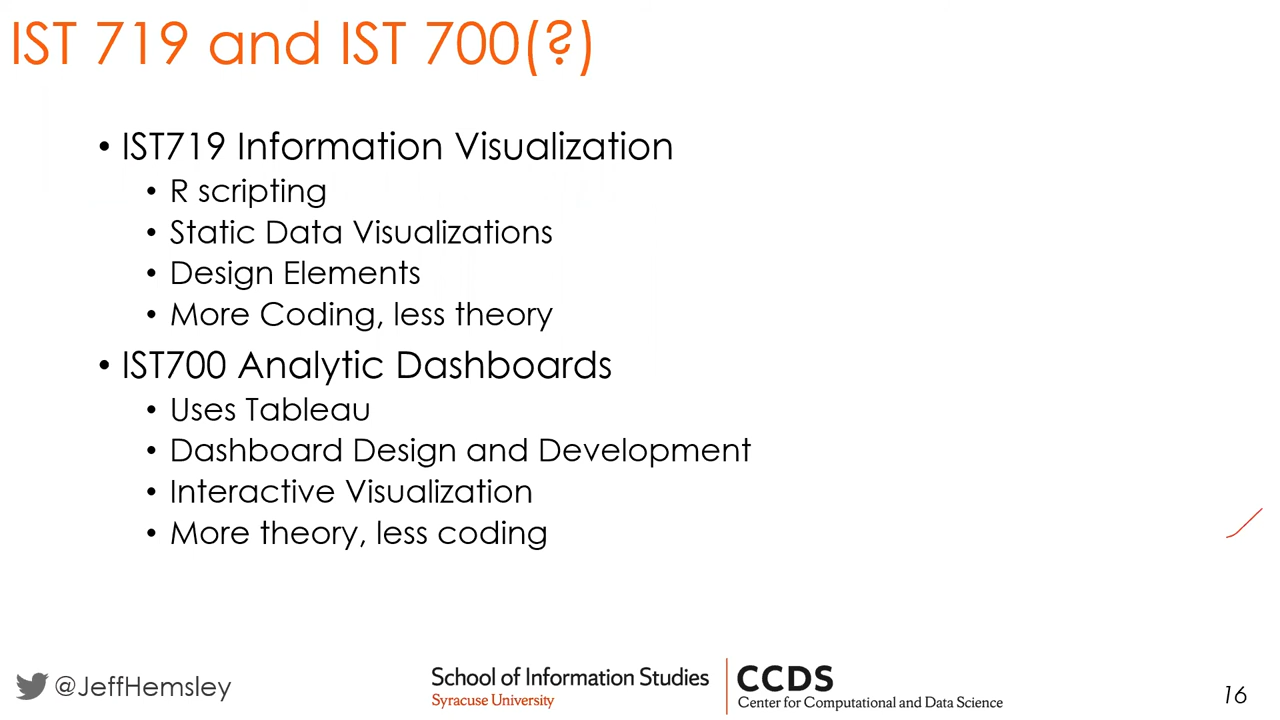 IST 719 and IST 700(?)
• IST719 Information Visualization
• R scripting
• Static Data Visualizations
• Design Elements
• More Coding, less theory
• IST700 Analytic Dashboards
• Uses Tableau
• Dashboard Design and Development
• Interactive Visualization
• More theory, less coding
@JeffHemsley
School of Information Studies
Syracuse University
CCDS
Center for Computational and Data Science
16